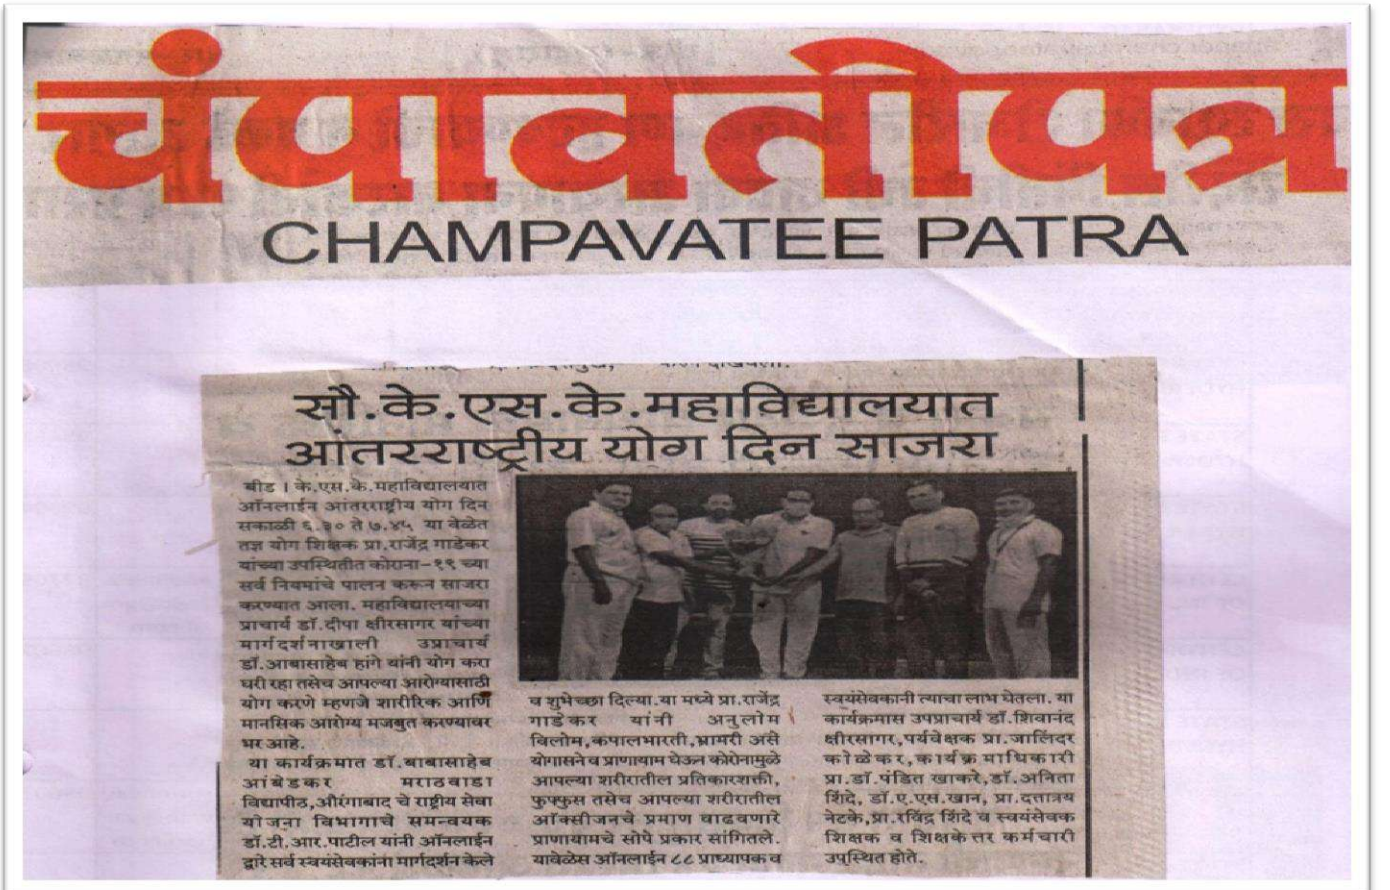 चंपावतीपत्र
CHAMPAVATEE PATRA
सौ.के.एस.के.महाविद्यालयात
आंतरराष्ट्रीय योग दिन साजरा
बीड । के.एस.के.महाविद्यालयात
ऑनलाईन आंतरराष्ट्रीय योग दिन
सकाळी ६.३० ते ७.४५ या वेळेत
तज्ञ योग शिक्षक प्रा.राजेंद्र गाडेकर
यांच्या उपस्थितीत कोराना-१९ च्या
सर्व नियमांचे पालन करून साजरा
करण्यात आला. महाविद्यालयाच्या
प्राचार्य डॉ.दीपा क्षीरसागर यांच्या
मार्गदर्शनाखाली उप्राचार्य
डॉ.आबासाहेब हांगे यांनी योग करा
घरी रहा तसेच आपल्या आरोग्यासाठी
योग करणे म्हणजे शारीरिक आणि
मानसिक आरोग्य मजबुत करण्यावर
भर आहे.
या कार्यक्रमात डॉ.बाबासाहेब
आंबेडकर मराठवाडा
विद्यापीठ,औरंगाबाद चे राष्ट्रीय सेवा
योजना विभागाचे समन्वयक
डॉ.टी.आर.पाटील यांनी ऑनलाईन
द्वारे सर्व स्वयंसेवकांना मार्गदर्शन केले
व शुभेच्छा दिल्या.या मध्ये प्रा.राजेंद्र
गाडेकर यांनी अनुलोम
विलोम,कपालभारती,भ्रामरी असे
योगासने व प्राणायाम घेऊन कोरोनामुळे
आपल्या शरीरातील प्रतिकारशक्ती,
फुफ्फुस तसेच आपल्या शरीरातील
ऑक्सीजनचे प्रमाण वाढवणारे
प्राणायामचे सोपे प्रकार सांगितले.
यावेळेस ऑनलाईन ८८ प्राध्यापक व
स्वयंसेवकानी त्याचा लाभ घेतला. या
कार्यक्रमास उपप्राचार्य डॉ.शिवानंद
क्षीरसागर,पर्यवेक्षक प्रा.जालिंदर
कोळेकर,कार्यक्रमाधिकारी
प्रा.डॉ.पंडित खाकरे,डॉ.अनिता
शिंदे, डॉ.ए.एस.खान, प्रा.दत्तात्रय
नेटके,प्रा.रविंद्र शिंदे व स्वयंसेवक
शिक्षक व शिक्षकेत्तर कर्मचारी
उपस्थित होते.